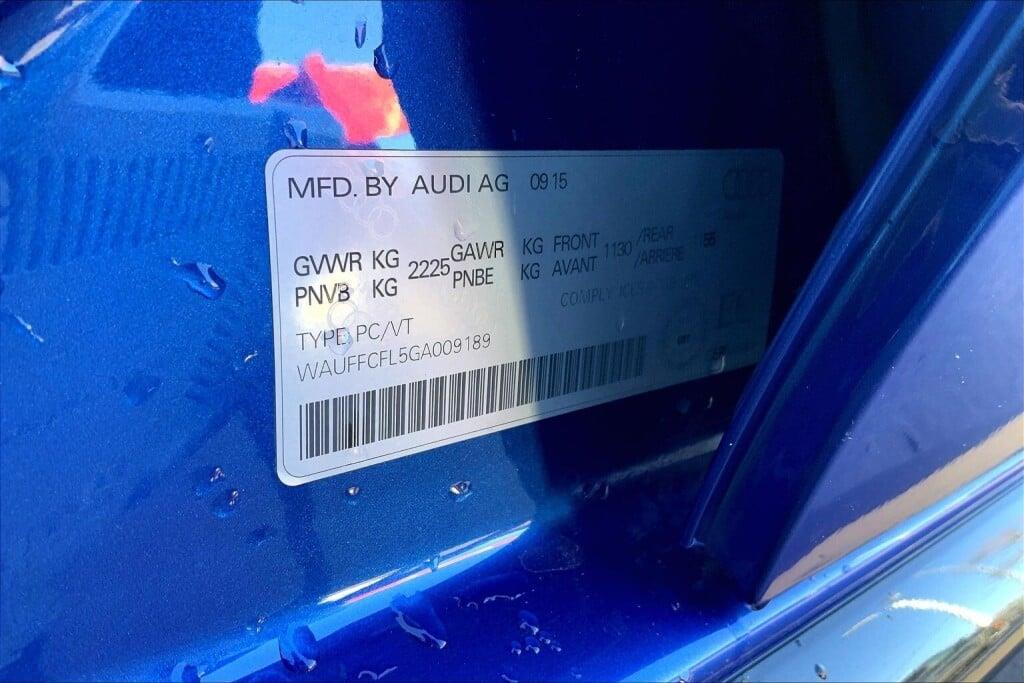 MFD. BY AUDI AG 09 15
GVWR KG 2225 GAWR KG FRONT 1130 /REAR
PNVB KG PNBE KG AVANT /ARRIERE
COMPLY
TYPE PC/VT
WAUFFCFL5GA009189